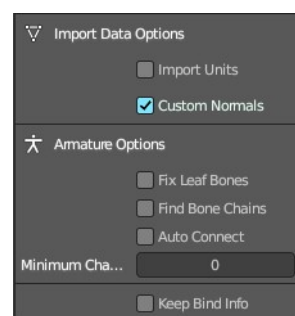 Import Data Options
Import Units
Custom Normals
Armature Options
Fix Leaf Bones
Find Bone Chains
Auto Connect
Minimum Cha... 0
Keep Bind Info